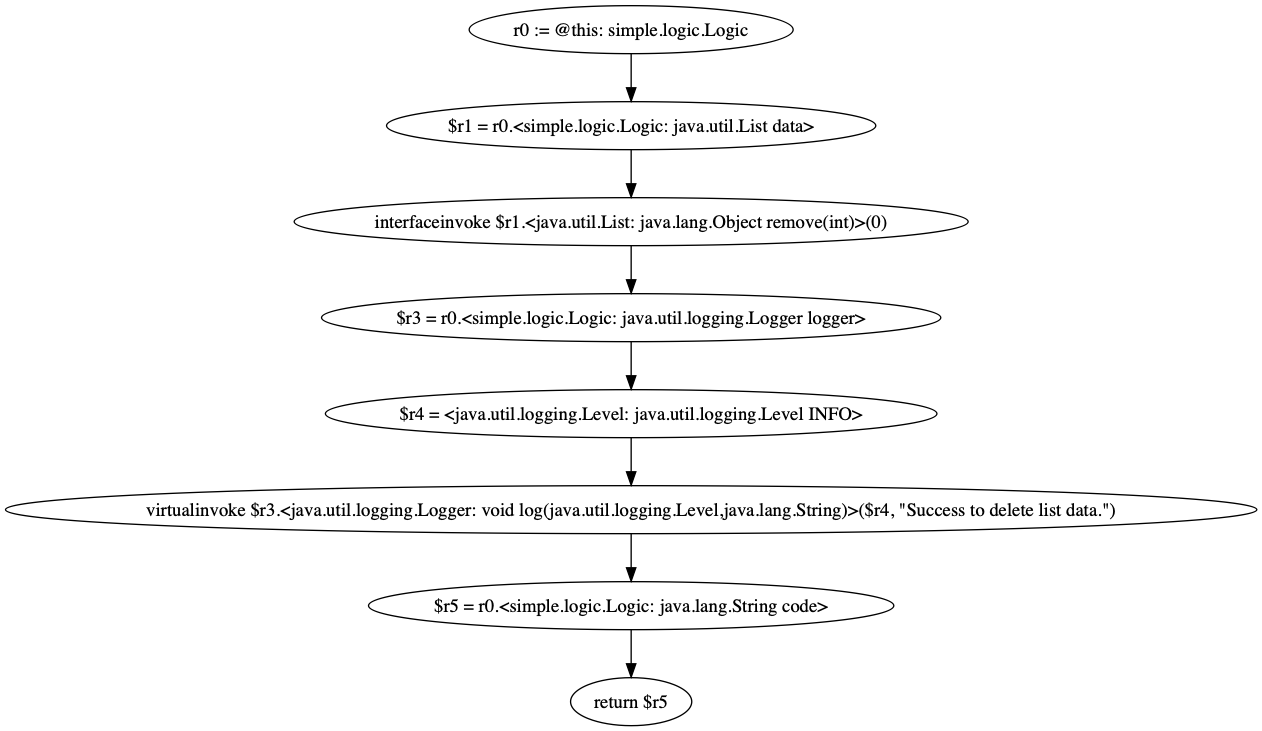 r0 := @this: simple.logic.Logic
$r1 = r0.<simple.logic.Logic: java.util.List data>
interfaceinvoke $r1.<java.util.List: java.lang.Object remove(int)>(0)
$r3 = r0.<simple.logic.Logic: java.util.logging.Logger logger>
$r4 = <java.util.logging.Level: java.util.logging.Level INFO>
virtualinvoke $r3.<java.util.logging.Logger: void log(java.util.logging.Level,java.lang.String)>($r4, "Success to delete list data.")
$r5 = r0.<simple.logic.Logic: java.lang.String code>
return $r5